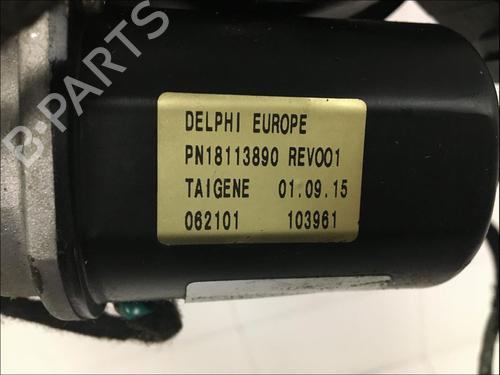 B-PARTS
DELPHI EUROPE
PN18113890 REV001
TAIGENE 01.09.15
062101 103961